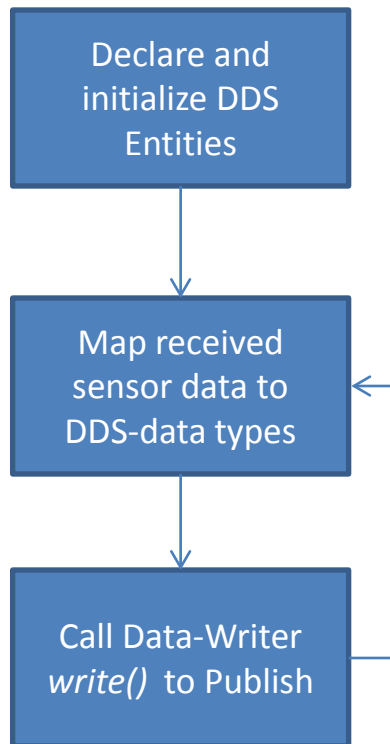 Declare and
initialize DDS
Entities
Map received
sensor data to
DDS-data types
Call Data-Writer
write() to Publish